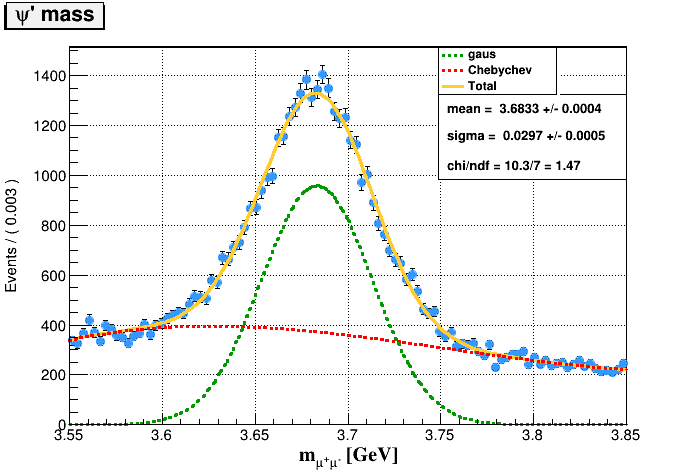 ψ' mass
gaus
Chebychev
Total
mean = 3.6833 +/- 0.0004
sigma = 0.0297 +/- 0.0005
chi/ndf = 10.3/7 = 1.47
Events / ( 0.003 )
1400
1200
1000
800
600
400
200
0
3.55 3.6 3.65 3.7 3.75 3.8 3.85
m_μ⁺μ⁻ [GeV]